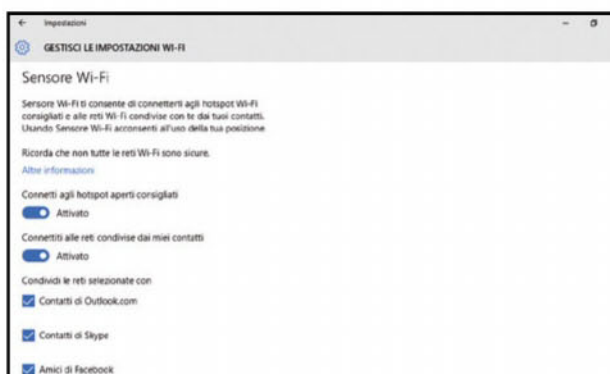 Impostazioni
GESTISCI LE IMPOSTAZIONI WI-FI
Sensore Wi-Fi
Sensore Wi-Fi ti consente di connetterti agli hotspot Wi-Fi
consigliati e alle reti Wi-Fi condivise con te dai tuoi contatti.
Usando Sensore Wi-Fi acconsenti all'uso della tua posizione
Ricorda che non tutte le reti Wi-Fi sono sicure.
Altre informazioni
Connetti agli hotspot aperti consigliati
Attivato
Connettiti alle reti condivise dai miei contatti
Attivato
Condividi le reti selezionate con
Contatti di Outlook.com
Contatti di Skype
Amici di Facebook